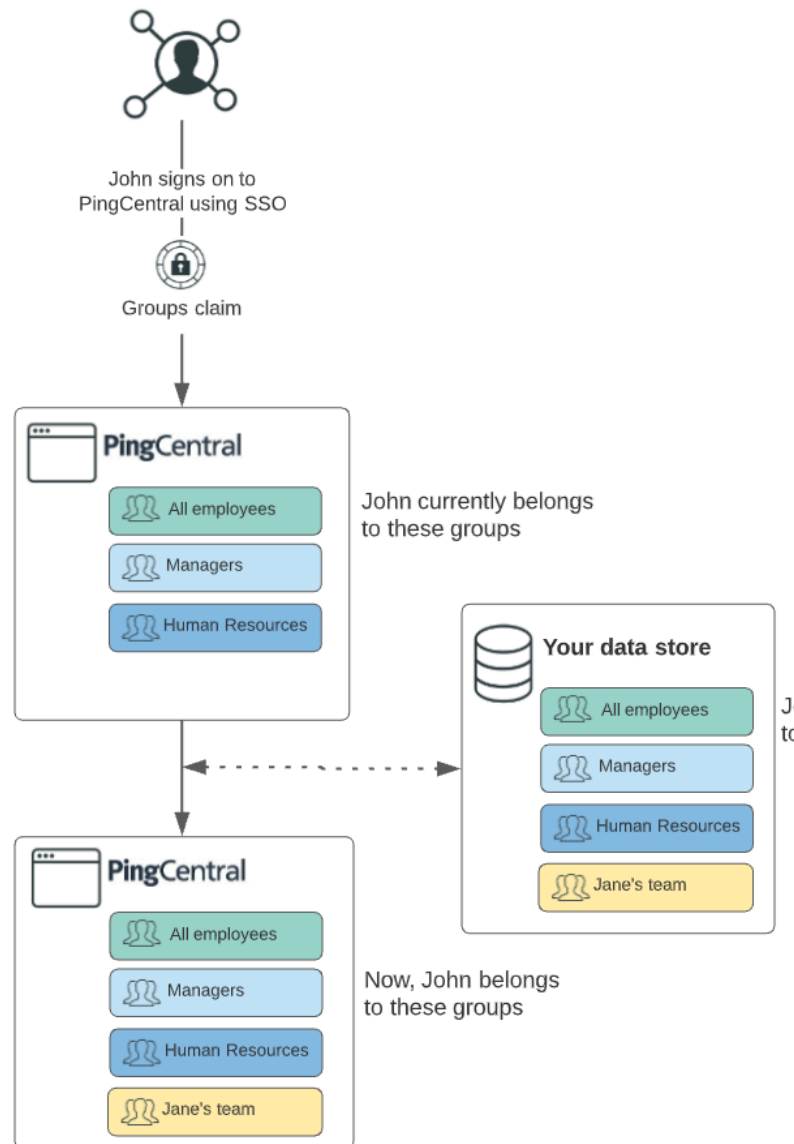 John signs on to
PingCentral using SSO
Groups claim
PingCentral
All employees
Managers
Human Resources
John currently belongs
to these groups
Your data store
All employees
Managers
Human Resources
Jane's team
PingCentral
All employees
Managers
Human Resources
Jane's team
Now, John belongs
to these groups